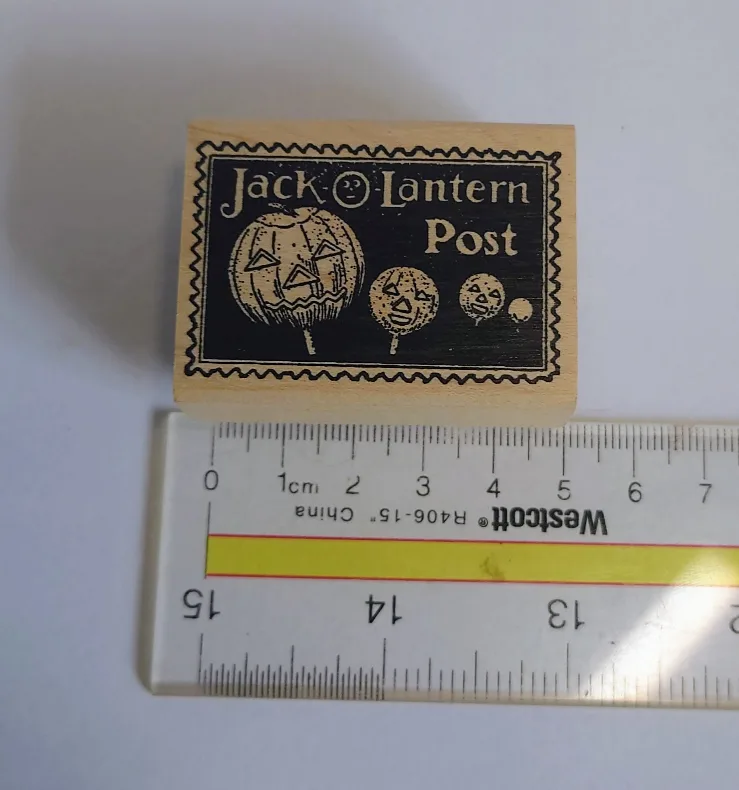 Jack-O-Lantern
Post
0 1cm 2 3 4 5 6 7
Westcott® R406-15" China
15 14 13